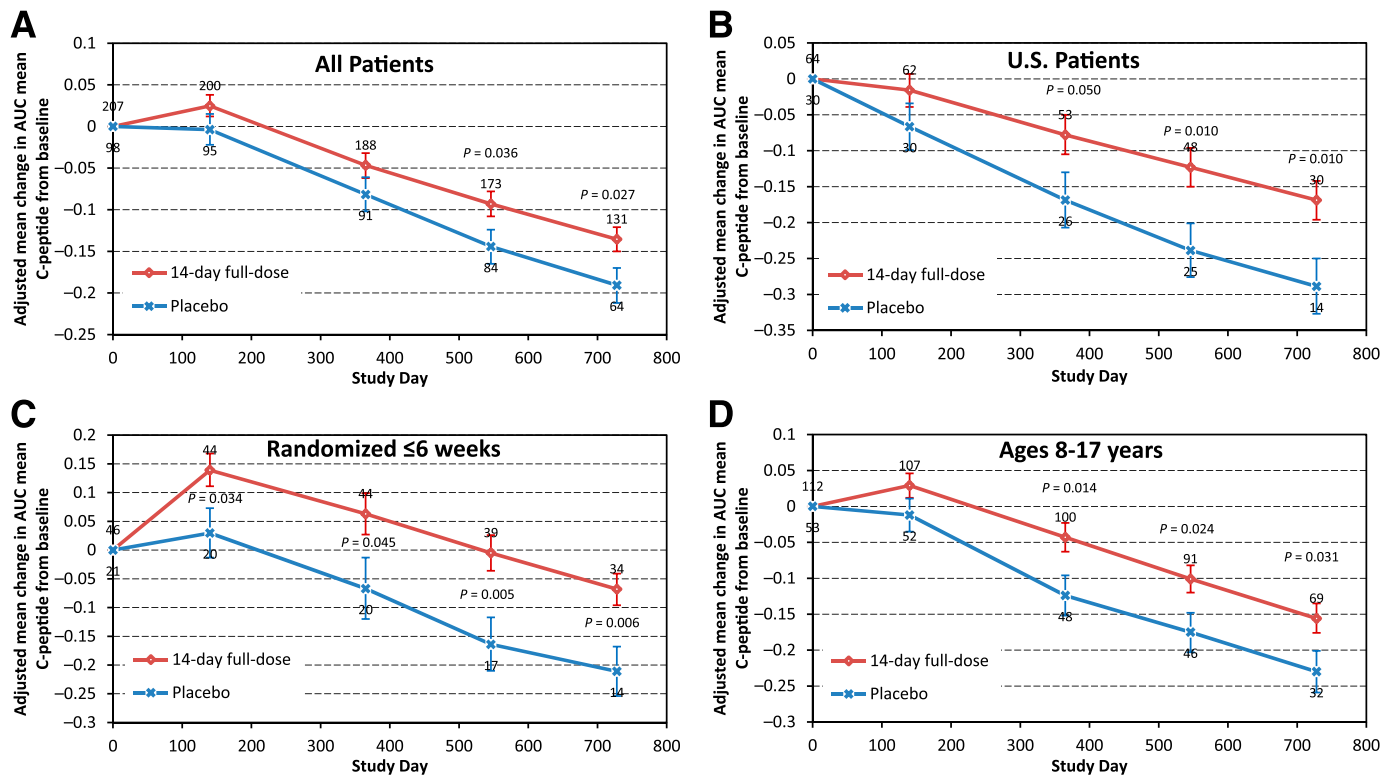 A
All Patients
Adjusted mean change in AUC mean
C-peptide from baseline
0.1
0.05
0
−0.05
−0.1
−0.15
−0.2
−0.25
207
98
200
95
188
91
P = 0.036
173
84
P = 0.027
131
64
14-day full-dose
Placebo
0 100 200 300 400 500 600 700 800
Study Day
B
U.S. Patients
Adjusted mean change in AUC mean
C-peptide from baseline
0.05
0
−0.05
−0.1
−0.15
−0.2
−0.25
−0.3
−0.35
64
30
62
30
P = 0.050
53
26
P = 0.010
48
25
P = 0.010
30
14
14-day full-dose
Placebo
0 100 200 300 400 500 600 700 800
Study Day
C
Randomized ≤6 weeks
Adjusted mean change in AUC mean
C-peptide from baseline
0.2
0.15
0.1
0.05
0
−0.05
−0.1
−0.15
−0.2
−0.25
−0.3
46
21
44
P = 0.034
20
44
P = 0.045
20
39
P = 0.005
17
34
P = 0.006
14
14-day full-dose
Placebo
0 100 200 300 400 500 600 700 800
Study Day
D
Ages 8-17 years
Adjusted mean change in AUC mean
C-peptide from baseline
0.1
0.05
0
−0.05
−0.1
−0.15
−0.2
−0.25
−0.3
112
53
107
52
P = 0.014
100
48
P = 0.024
91
46
P = 0.031
69
32
14-day full-dose
Placebo
0 100 200 300 400 500 600 700 800
Study Day